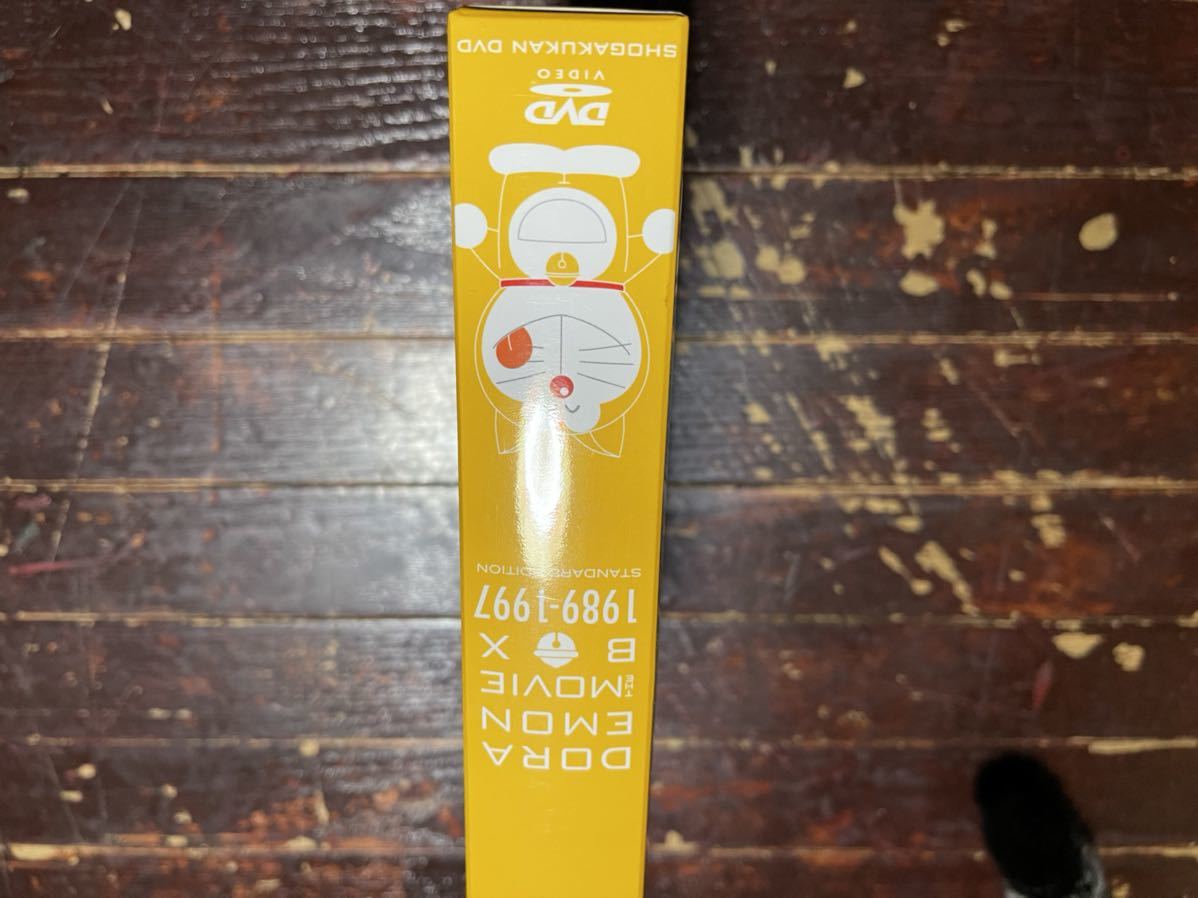 DORA
EMON
MOVIE
B X
1989-1997
STANDARD EDITION
DVD
VIDEO
SHOGAKUKAN DVD